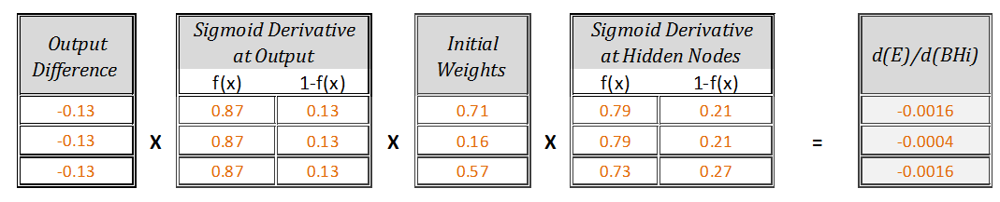 Output Difference
Sigmoid Derivative at Output
Initial Weights
Sigmoid Derivative at Hidden Nodes
d(E)/d(BHi)
f(x) 1-f(x) f(x) 1-f(x)
-0.13 0.87 0.13 0.71 0.79 0.21 -0.0016
-0.13 X 0.87 0.13 X 0.16 X 0.79 0.21 = -0.0004
-0.13 0.87 0.13 0.57 0.73 0.27 -0.0016